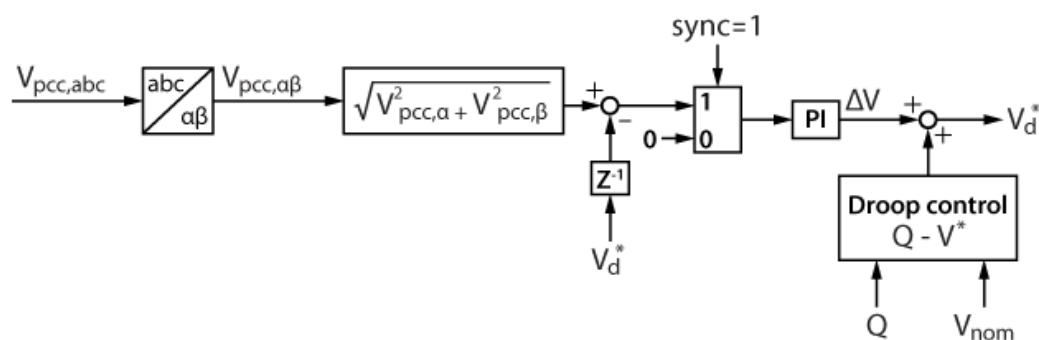 sync=1
V_pcc,abc
abc
αβ
V_pcc,αβ
√(V²_pcc,α + V²_pcc,β)
+
−
1
0
0
PI
ΔV
+
+
V_d^*
Z⁻¹
V_d^*
Droop control
Q - V^*
Q
V_nom